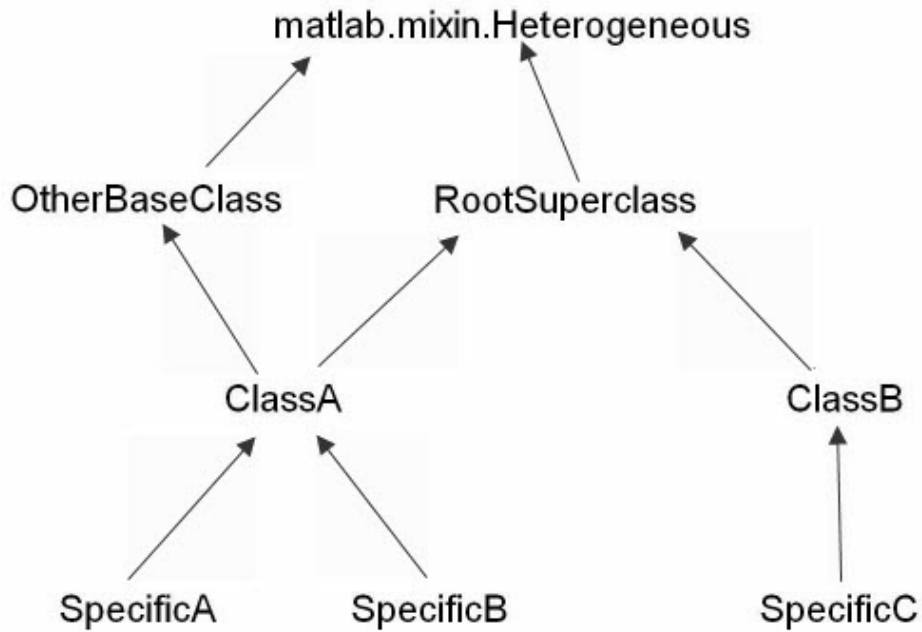 matlab.mixin.Heterogeneous
OtherBaseClass
RootSuperclass
ClassA
ClassB
SpecificA
SpecificB
SpecificC